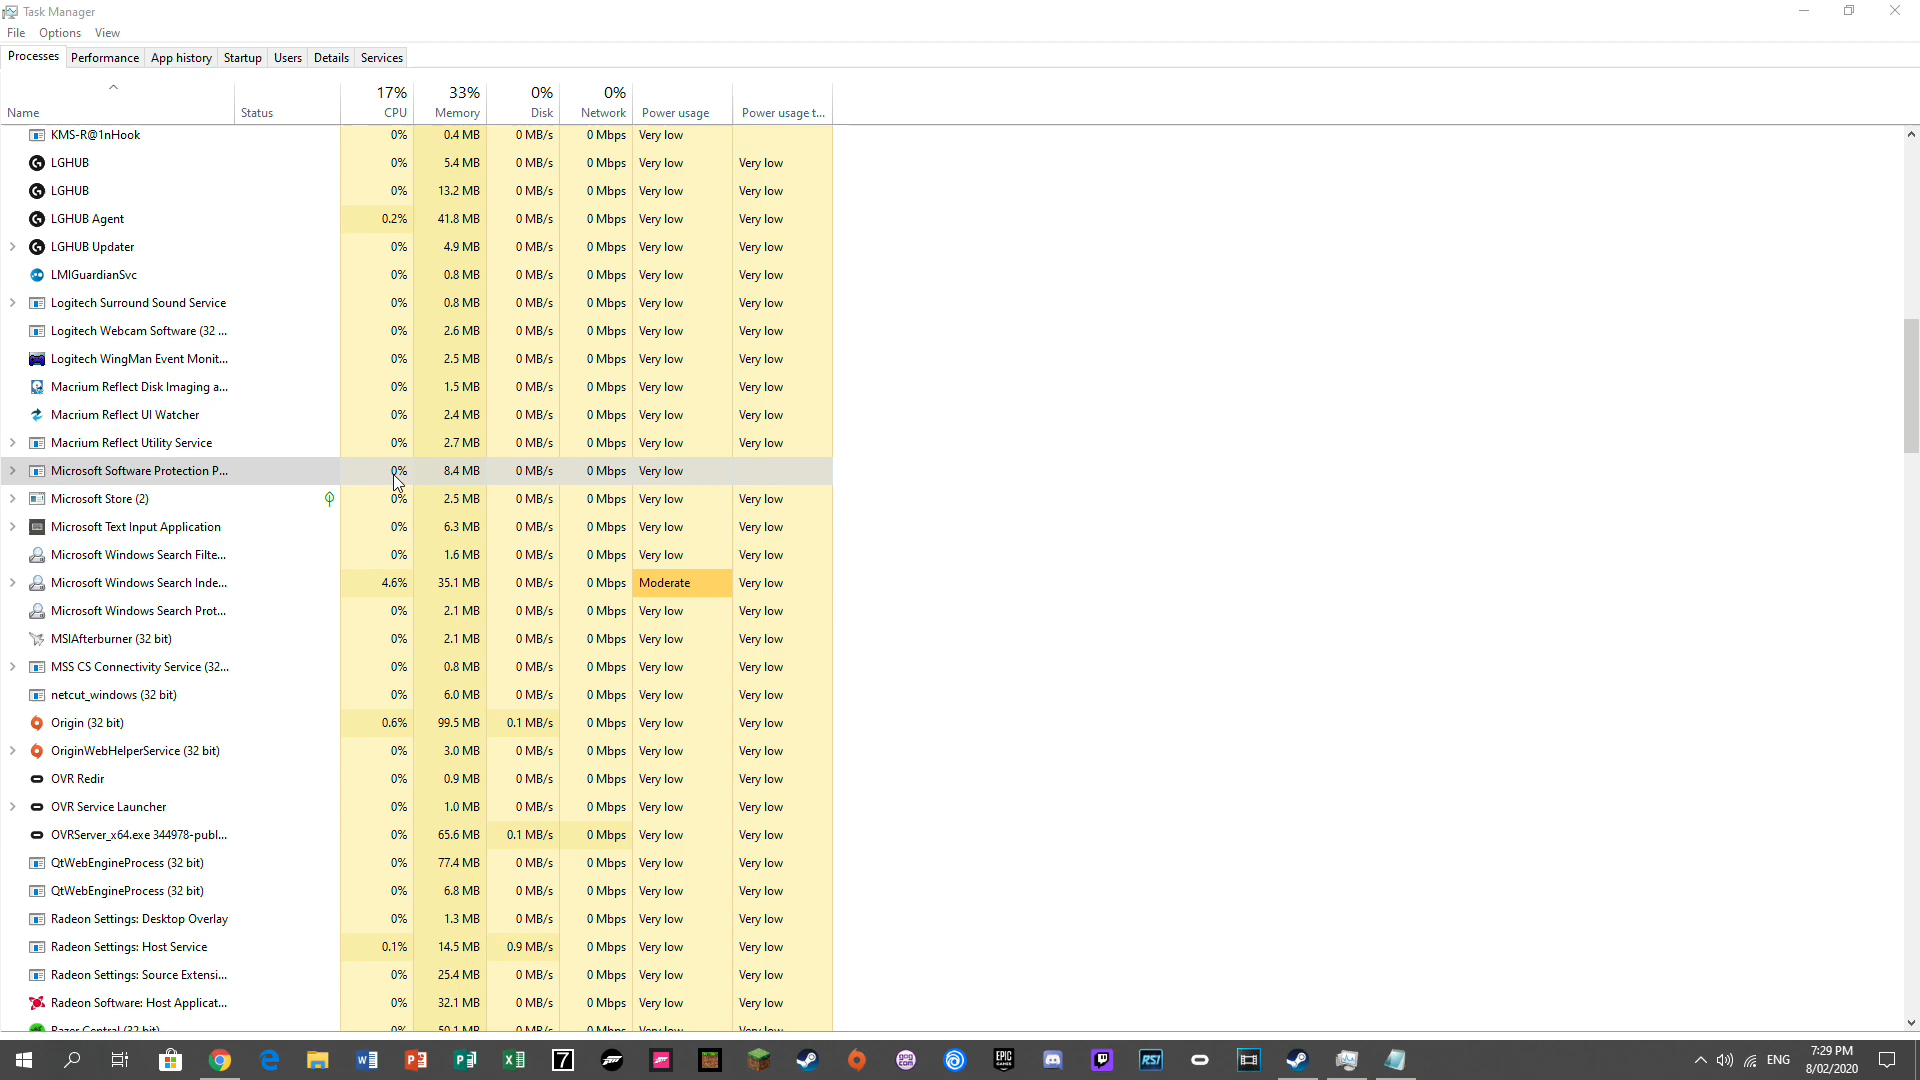 Task Manager
File Options View
Processes Performance App history Startup Users Details Services
17% 33% 0% 0%
Name Status CPU Memory Disk Network Power usage Power usage t...
KMS-R@1nHook 0% 0.4 MB 0 MB/s 0 Mbps Very low
LGHUB 0% 5.4 MB 0 MB/s 0 Mbps Very low Very low
LGHUB 0% 13.2 MB 0 MB/s 0 Mbps Very low Very low
LGHUB Agent 0.2% 41.8 MB 0 MB/s 0 Mbps Very low Very low
LGHUB Updater 0% 4.9 MB 0 MB/s 0 Mbps Very low Very low
LMIGuardianSvc 0% 0.8 MB 0 MB/s 0 Mbps Very low Very low
Logitech Surround Sound Service 0% 0.8 MB 0 MB/s 0 Mbps Very low Very low
Logitech Webcam Software (32 ... 0% 2.6 MB 0 MB/s 0 Mbps Very low Very low
Logitech WingMan Event Monit... 0% 2.5 MB 0 MB/s 0 Mbps Very low Very low
Macrium Reflect Disk Imaging a... 0% 1.5 MB 0 MB/s 0 Mbps Very low Very low
Macrium Reflect UI Watcher 0% 2.4 MB 0 MB/s 0 Mbps Very low Very low
Macrium Reflect Utility Service 0% 2.7 MB 0 MB/s 0 Mbps Very low Very low
Microsoft Software Protection P... 0% 8.4 MB 0 MB/s 0 Mbps Very low
Microsoft Store (2) 0% 2.5 MB 0 MB/s 0 Mbps Very low Very low
Microsoft Text Input Application 0% 6.3 MB 0 MB/s 0 Mbps Very low Very low
Microsoft Windows Search Filte... 0% 1.6 MB 0 MB/s 0 Mbps Very low Very low
Microsoft Windows Search Inde... 4.6% 35.1 MB 0 MB/s 0 Mbps Moderate Very low
Microsoft Windows Search Prot... 0% 2.1 MB 0 MB/s 0 Mbps Very low Very low
MSIAfterburner (32 bit) 0% 2.1 MB 0 MB/s 0 Mbps Very low Very low
MSS CS Connectivity Service (32... 0% 0.8 MB 0 MB/s 0 Mbps Very low Very low
netcut_windows (32 bit) 0% 6.0 MB 0 MB/s 0 Mbps Very low Very low
Origin (32 bit) 0.6% 99.5 MB 0.1 MB/s 0 Mbps Very low Very low
OriginWebHelperService (32 bit) 0% 3.0 MB 0 MB/s 0 Mbps Very low Very low
OVR Redir 0% 0.9 MB 0 MB/s 0 Mbps Very low Very low
OVR Service Launcher 0% 1.0 MB 0 MB/s 0 Mbps Very low Very low
OVRServer_x64.exe 344978-publ... 0% 65.6 MB 0.1 MB/s 0 Mbps Very low Very low
QtWebEngineProcess (32 bit) 0% 77.4 MB 0 MB/s 0 Mbps Very low Very low
QtWebEngineProcess (32 bit) 0% 6.8 MB 0 MB/s 0 Mbps Very low Very low
Radeon Settings: Desktop Overlay 0% 1.3 MB 0 MB/s 0 Mbps Very low Very low
Radeon Settings: Host Service 0.1% 14.5 MB 0.9 MB/s 0 Mbps Very low Very low
Radeon Settings: Source Extensi... 0% 25.4 MB 0 MB/s 0 Mbps Very low Very low
Radeon Software: Host Applicat... 0% 32.1 MB 0 MB/s 0 Mbps Very low Very low
Razer Central (32 bit) 0% 50.1 MB 0 MB/s 0 Mbps Very low Very low
7 gog com EPIC GAMES RSI ENG 7:29 PM
8/02/2020